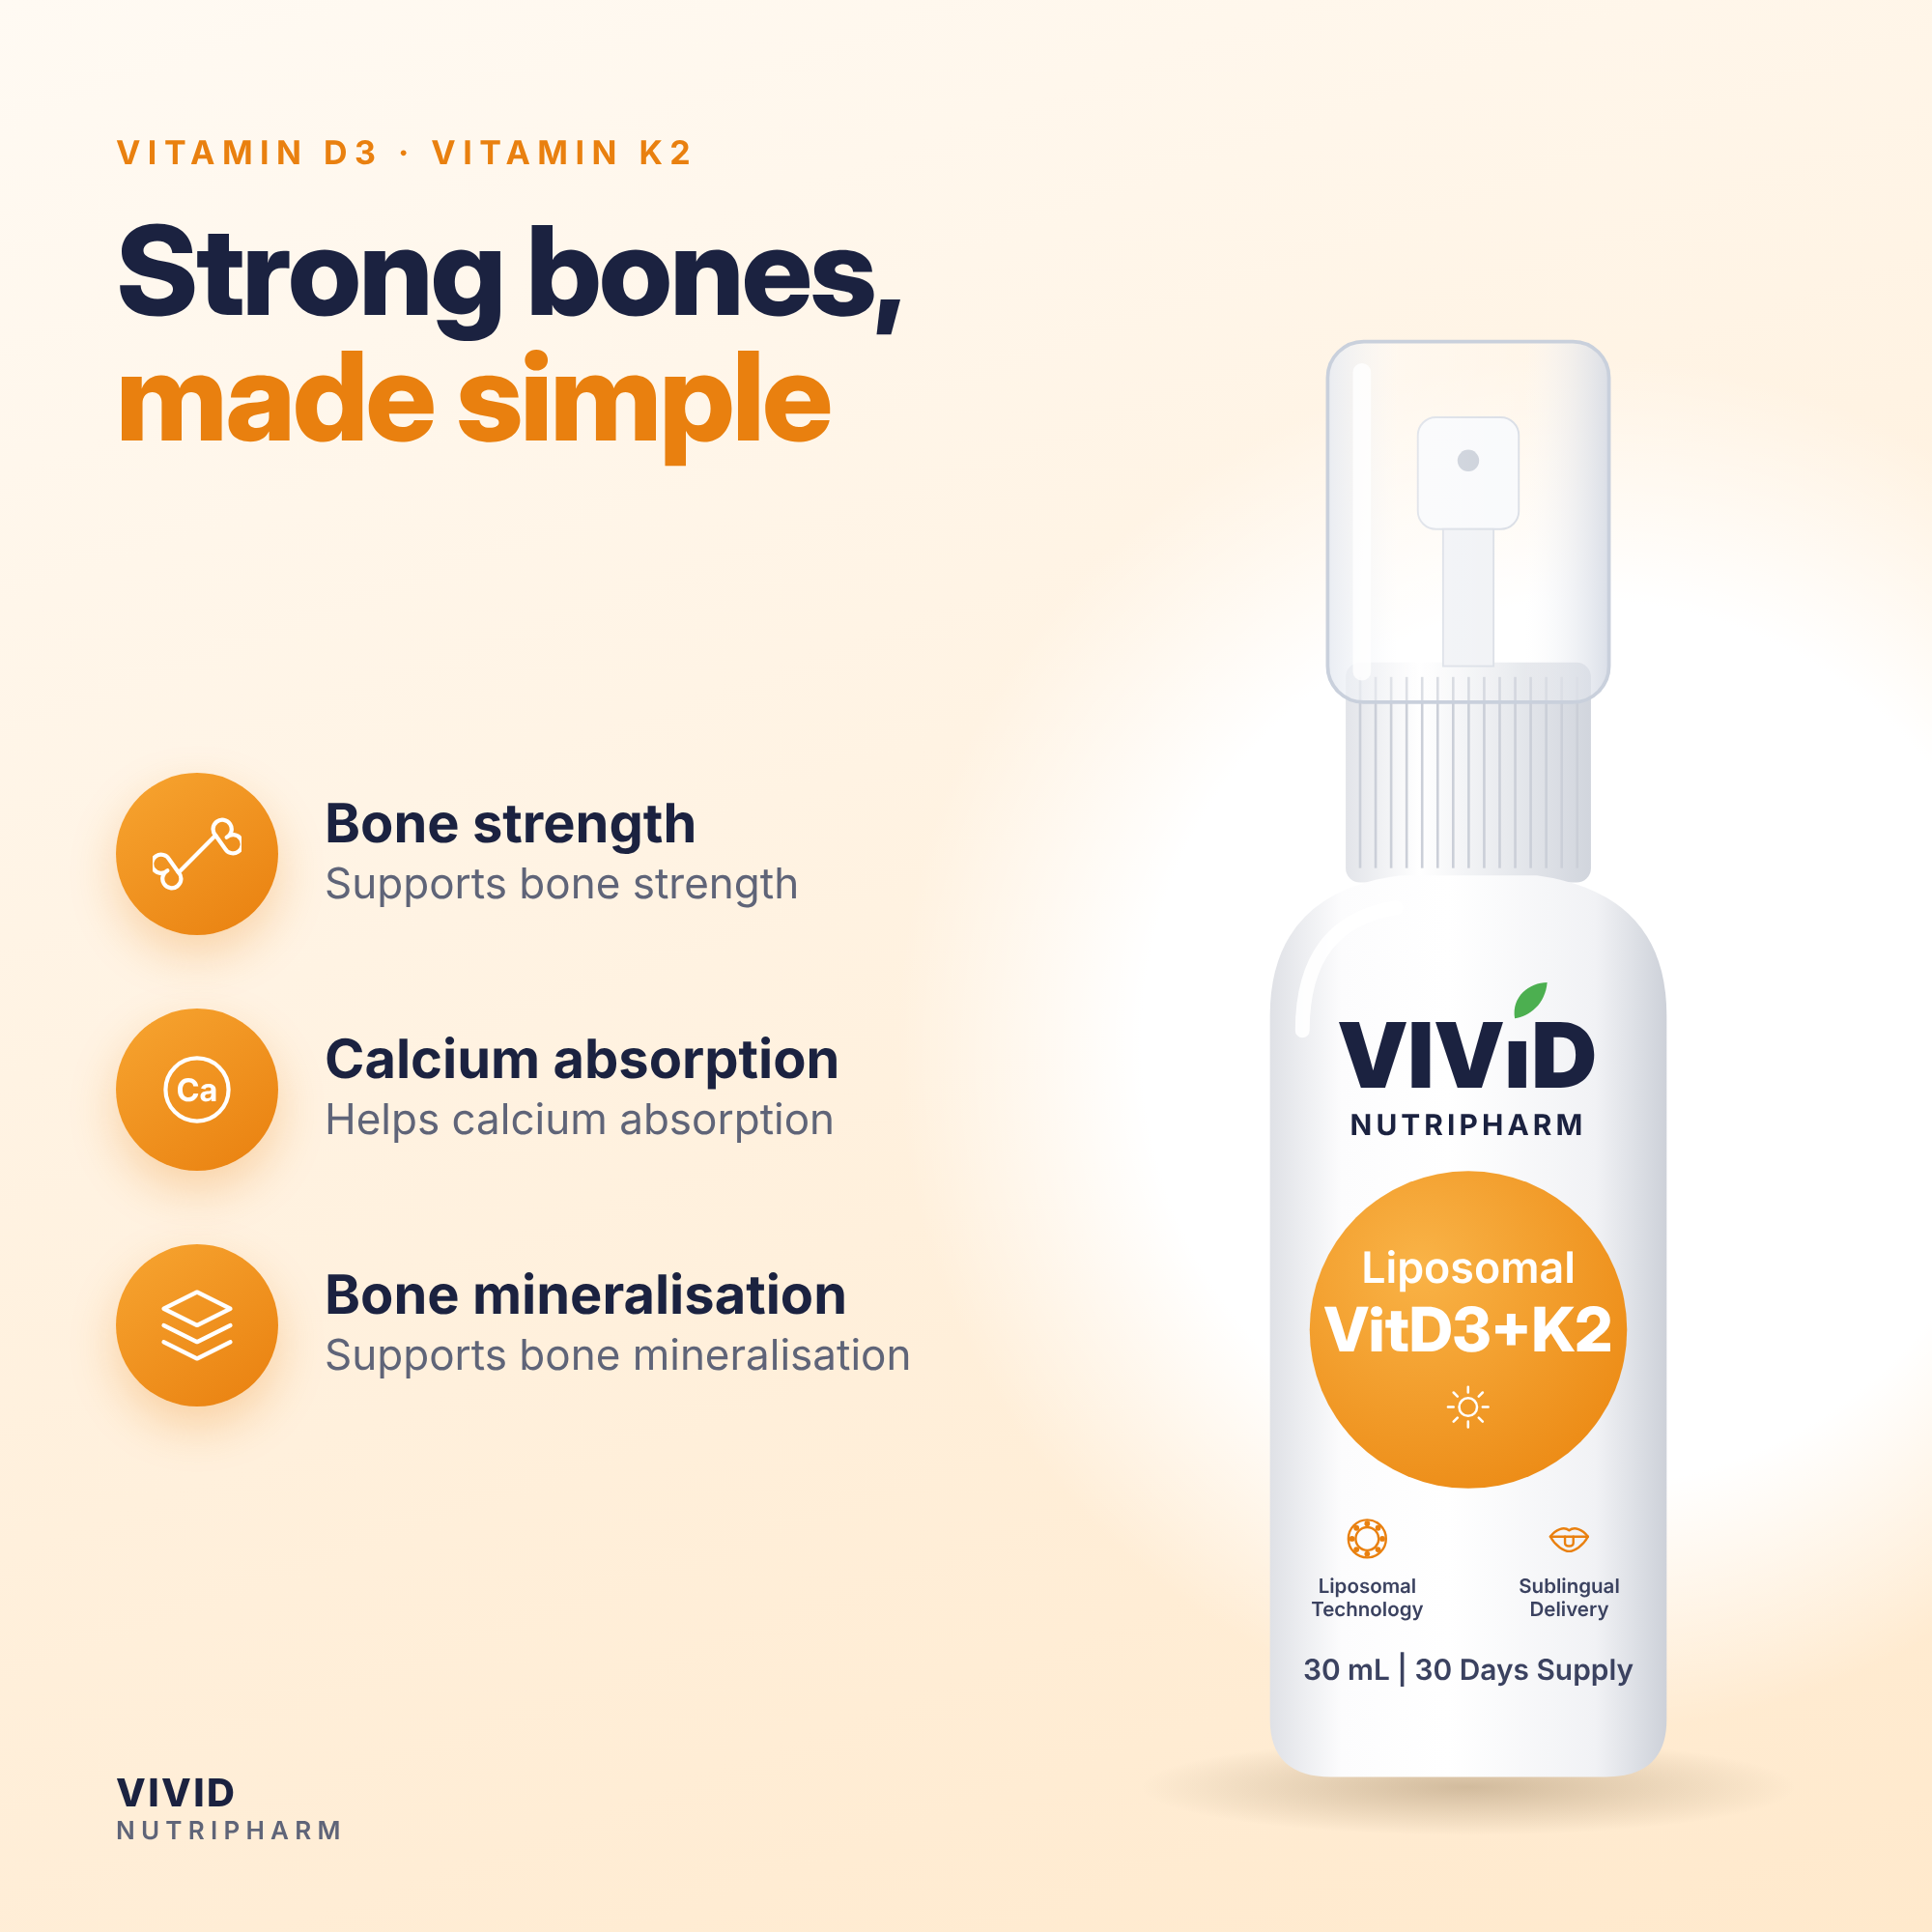 VITAMIN D3 · VITAMIN K2
Strong bones,
made simple
Bone strength
Supports bone strength
Ca
Calcium absorption
Helps calcium absorption
Bone mineralisation
Supports bone mineralisation
VIVID
NUTRIPHARM
VIViD
NUTRIPHARM
Liposomal
VitD3+K2
Liposomal
Technology
Sublingual
Delivery
30 mL | 30 Days Supply